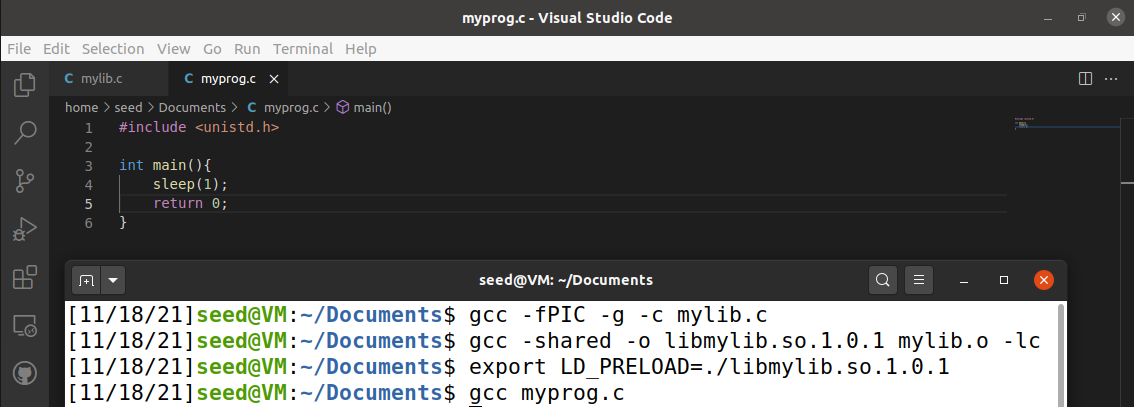 myprog.c - Visual Studio Code
File Edit Selection View Go Run Terminal Help
C mylib.c C myprog.c
home > seed > Documents > C myprog.c > main()
1 #include <unistd.h>
2
3 int main(){
4     sleep(1);
5     return 0;
6 }
seed@VM: ~/Documents
[11/18/21]seed@VM:~/Documents$ gcc -fPIC -g -c mylib.c
[11/18/21]seed@VM:~/Documents$ gcc -shared -o libmylib.so.1.0.1 mylib.o -lc
[11/18/21]seed@VM:~/Documents$ export LD_PRELOAD=./libmylib.so.1.0.1
[11/18/21]seed@VM:~/Documents$ gcc myprog.c